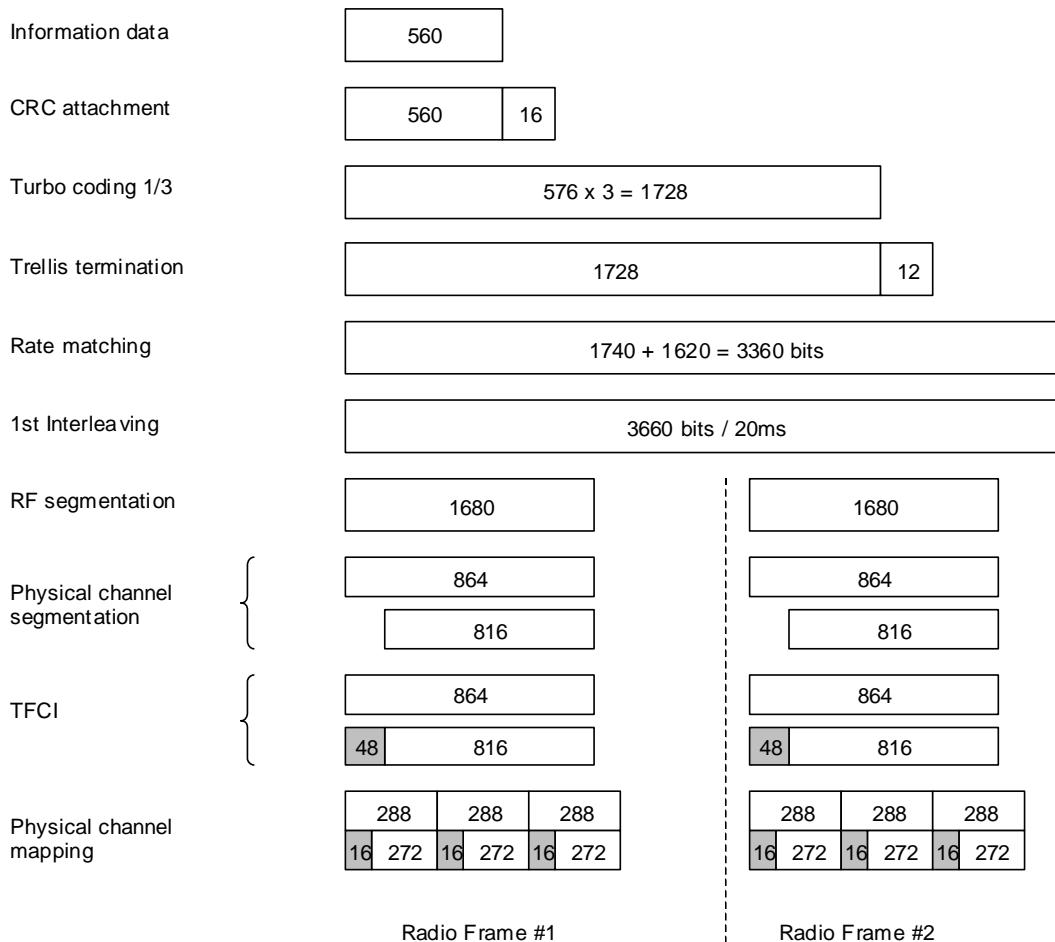 Information data
560
CRC attachment
560 16
Turbo coding 1/3
576 x 3 = 1728
Trellis termination
1728 12
Rate matching
1740 + 1620 = 3360 bits
1st Interleaving
3660 bits / 20ms
RF segmentation
1680 1680
Physical channel
segmentation
864 864
816 816
TFCI
864 864
48 816 48 816
Physical channel
mapping
288 288 288 288 288 288
16 272 16 272 16 272 16 272 16 272 16 272
Radio Frame #1 Radio Frame #2